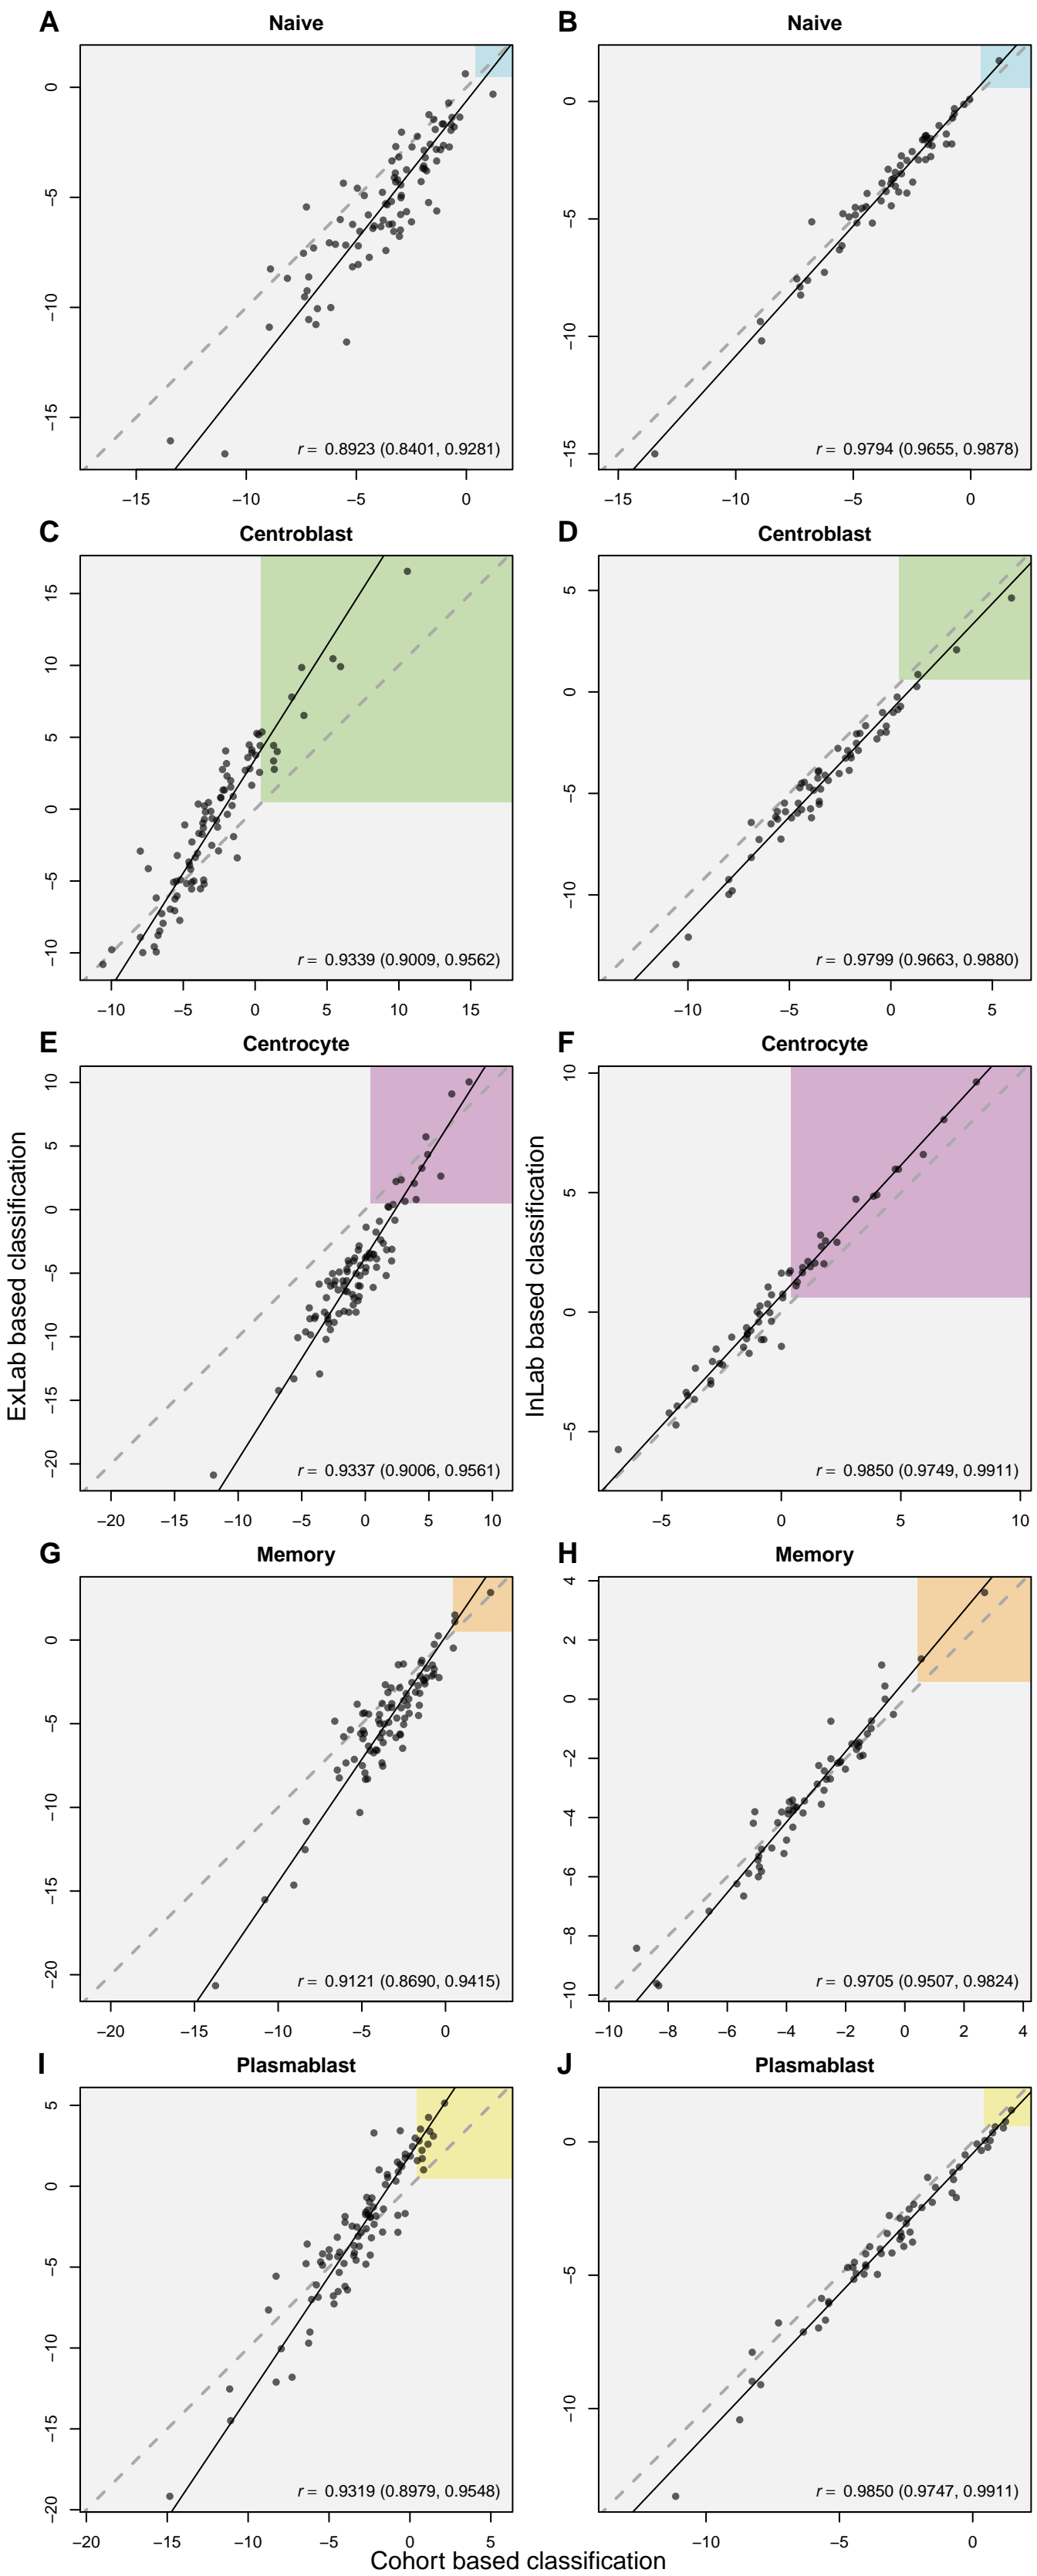 A Naive B Naive
0
−5
−10
−15
r = 0.8923 (0.8401, 0.9281)
−15 −10 −5 0
0
−5
−10
−15
r = 0.9794 (0.9655, 0.9878)
−15 −10 −5 0
C Centroblast D Centroblast
15
10
5
0
−5
−10
r = 0.9339 (0.9009, 0.9562)
−10 −5 0 5 10 15
5
0
−5
−10
r = 0.9799 (0.9663, 0.9880)
−10 −5 0 5
E Centrocyte F Centrocyte
ExLab based classification
10
5
0
−5
−10
−15
−20
r = 0.9337 (0.9006, 0.9561)
−20 −15 −10 −5 0 5 10
InLab based classification
10
5
0
−5
r = 0.9850 (0.9749, 0.9911)
−5 0 5 10
G Memory H Memory
0
−5
−10
−15
−20
r = 0.9121 (0.8690, 0.9415)
−20 −15 −10 −5 0
4
2
0
−2
−4
−6
−8
−10
r = 0.9705 (0.9507, 0.9824)
−10 −8 −6 −4 −2 0 2 4
I Plasmablast J Plasmablast
5
0
−5
−10
−15
−20
r = 0.9319 (0.8979, 0.9548)
−20 −15 −10 −5 0 5
0
−5
−10
r = 0.9850 (0.9747, 0.9911)
−10 −5 0
Cohort based classification